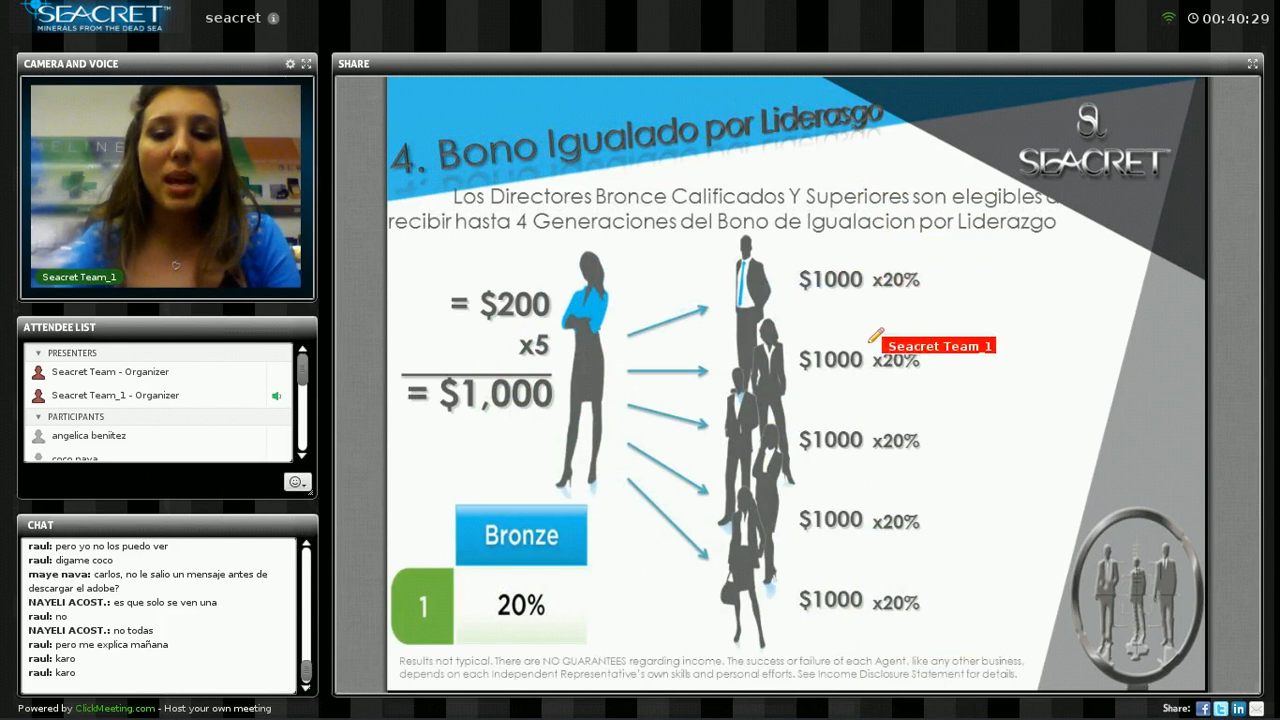 SEACRET™
MINERALS FROM THE DEAD SEA
seacret
00:40:29
CAMERA AND VOICE
SHARE
Seacret Team_1
ATTENDEE LIST
PRESENTERS
Seacret Team - Organizer
Seacret Team_1 - Organizer
PARTICIPANTS
angelica beniitez
coco nava
CHAT
raul: pero yo no los puedo ver
raul: digame coco
maye nava: carlos, no le salio un mensaje antes de
descargar el adobe?
NAYELI ACOST.: es que solo se ven una
raul: no
NAYELI ACOST.: no todas
raul: pero me explica mañana
raul: karo
raul: karo
4. Bono Igualado por Liderasgo
SEACRET
Los Directores Bronce Calificados Y Superiores son elegibles a
recibir hasta 4 Generaciones del Bono de Igualacion por Liderazgo
= $200
x5
= $1,000
$1000 x20%
Seacret Team_1
$1000 x20%
$1000 x20%
$1000 x20%
$1000 x20%
Bronze
1 20%
Results not typical. There are NO GUARANTEES regarding income. The success or failure of each Agent, like any other business,
depends on each Independent Representative's own skills and personal efforts. See Income Disclosure Statement for details.
Powered by ClickMeeting.com - Host your own meeting
Share: